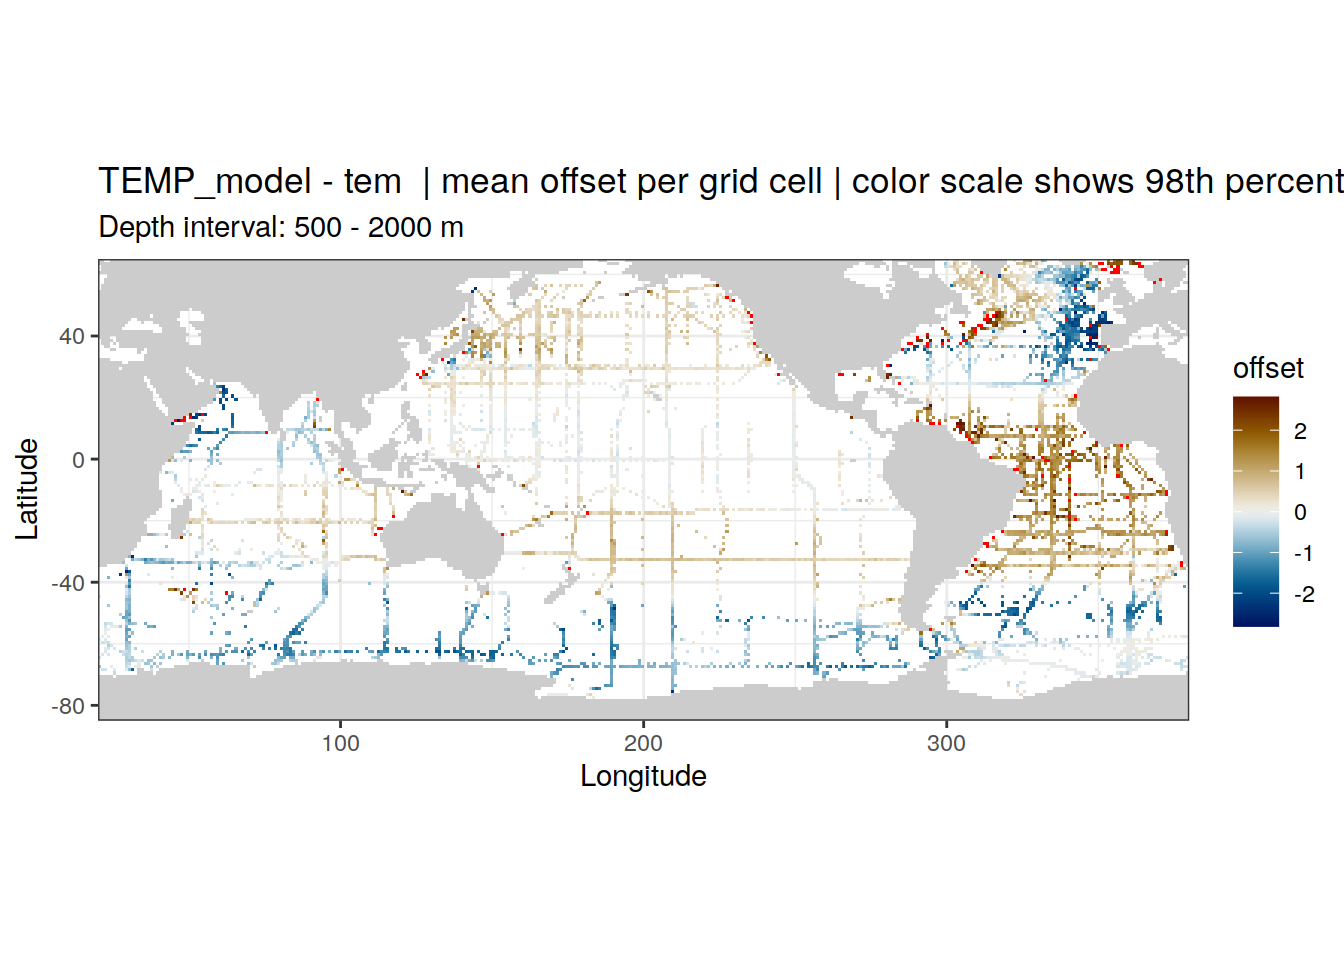 TEMP_model - tem  | mean offset per grid cell | color scale shows 98th percent
Depth interval: 500 - 2000 m
offset
2
1
0
-1
-2
40
0
-40
-80
Latitude
100
200
300
Longitude